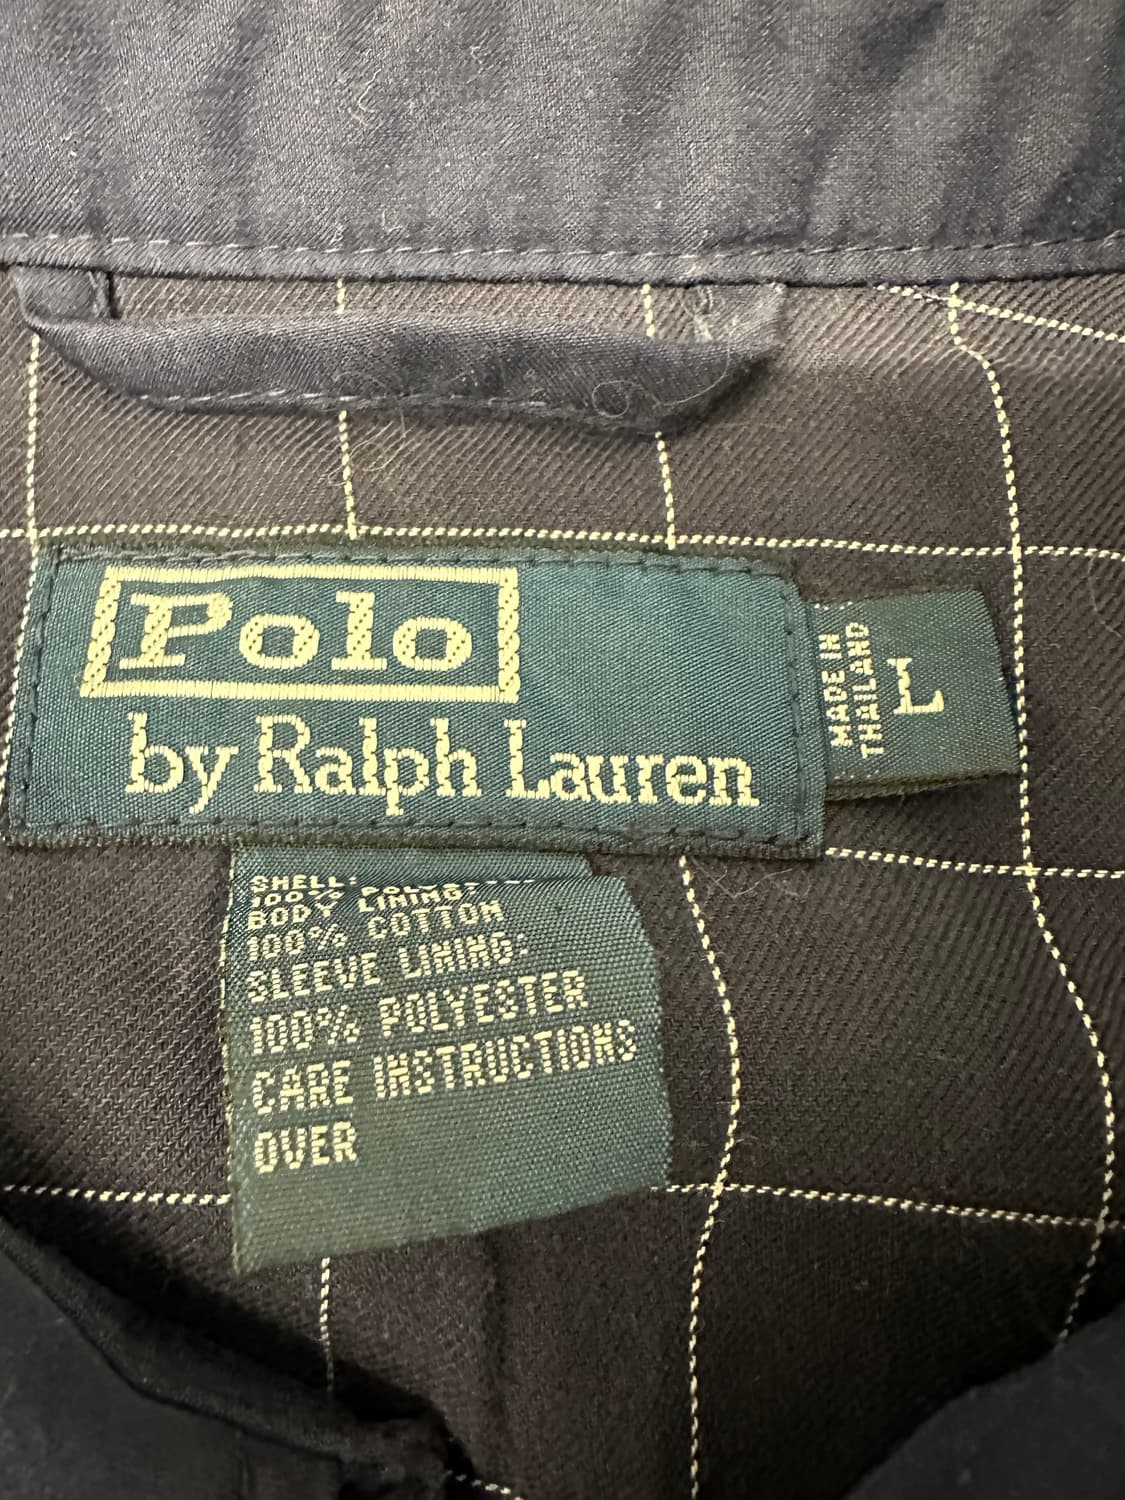 Polo
by Ralph Lauren
MADE IN
THAILAND
L
SHELL:
100%
BODY LINING:
100% COTTON
SLEEVE LINING:
100% POLYESTER
CARE INSTRUCTIONS
OVER